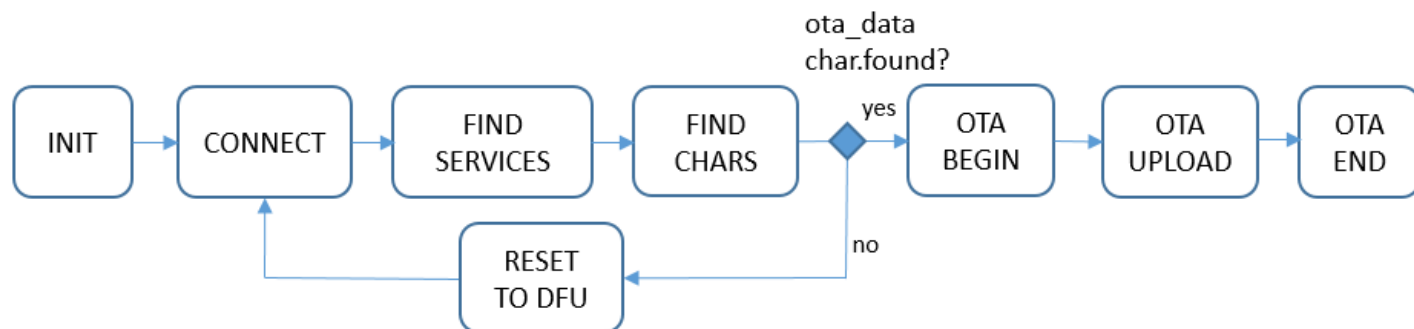 ota_data
char.found?
INIT
CONNECT
FIND
SERVICES
FIND
CHARS
yes
OTA
BEGIN
OTA
UPLOAD
OTA
END
no
RESET
TO DFU